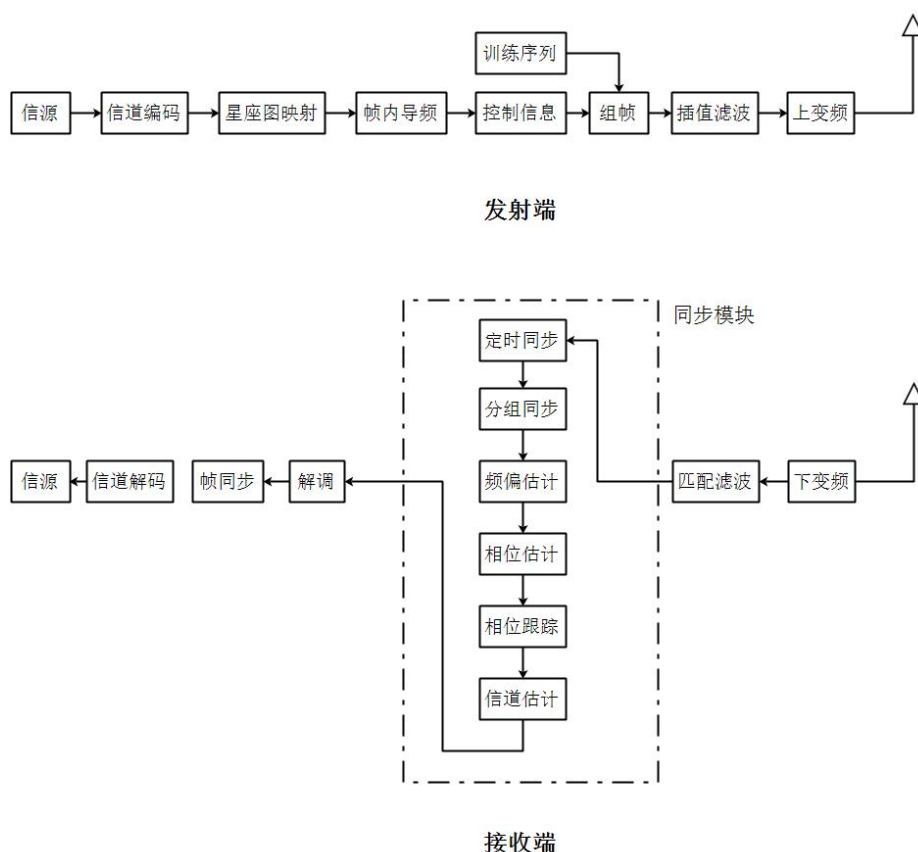 训练序列
信源
信道编码
星座图映射
帧内导频
控制信息
组帧
插值滤波
上变频
发射端
同步模块
定时同步
分组同步
信源
信道解码
帧同步
解调
频偏估计
匹配滤波
下变频
相位估计
相位跟踪
信道估计
接收端